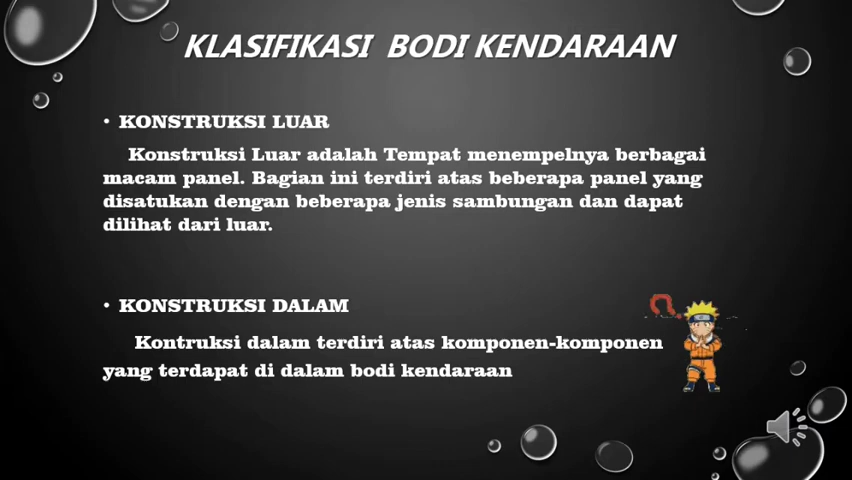 KLASIFIKASI BODI KENDARAAN
• KONSTRUKSI LUAR
Konstruksi Luar adalah Tempat menempelnya berbagai
macam panel. Bagian ini terdiri atas beberapa panel yang
disatukan dengan beberapa jenis sambungan dan dapat
dilihat dari luar.
• KONSTRUKSI DALAM
Kontruksi dalam terdiri atas komponen-komponen
yang terdapat di dalam bodi kendaraan